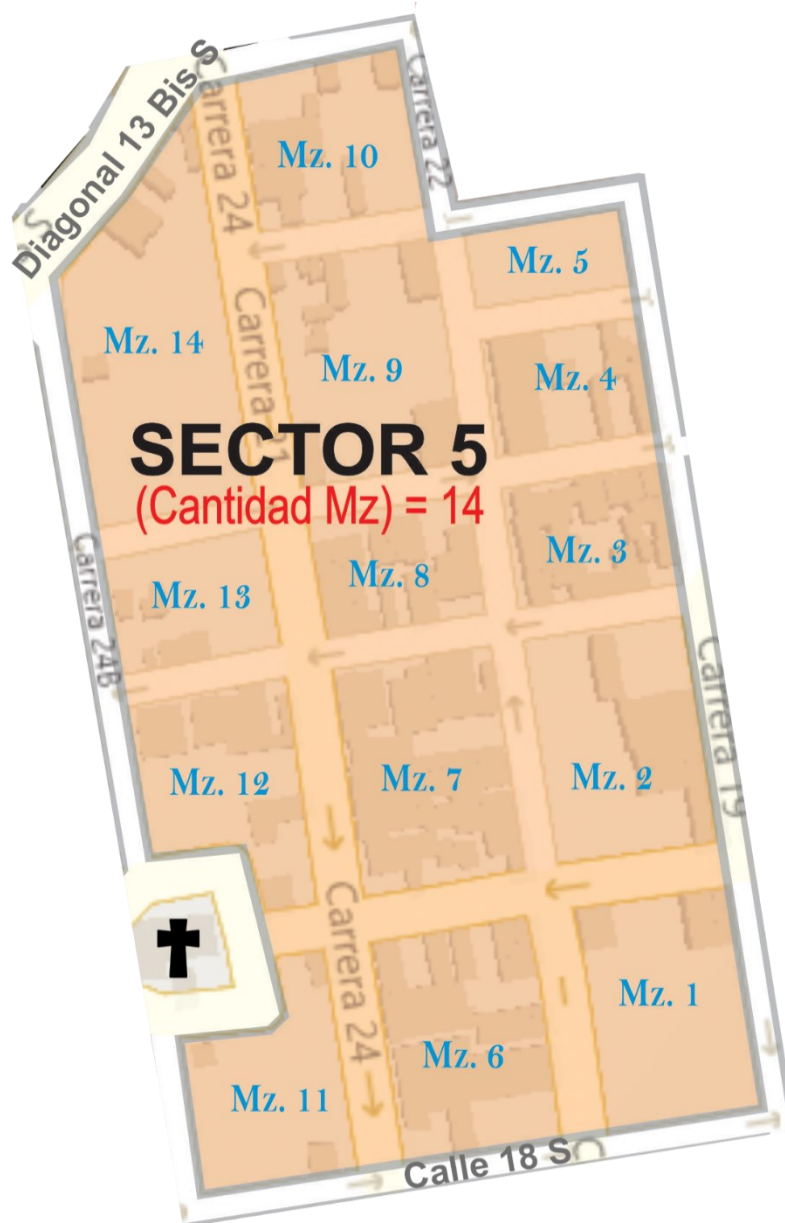 Diagonal 13 Bis S
Carrera 24
Carrera 22
Mz. 10
Mz. 5
Carrera 21
Mz. 14
Mz. 9
Mz. 4
SECTOR 5
(Cantidad Mz) = 14
Carrera 24B
Mz. 13
Mz. 8
Mz. 3
Carrera 19
Mz. 12
Mz. 7
Mz. 2
Carrera 24
Mz. 1
Mz. 6
Mz. 11
Calle 18 S